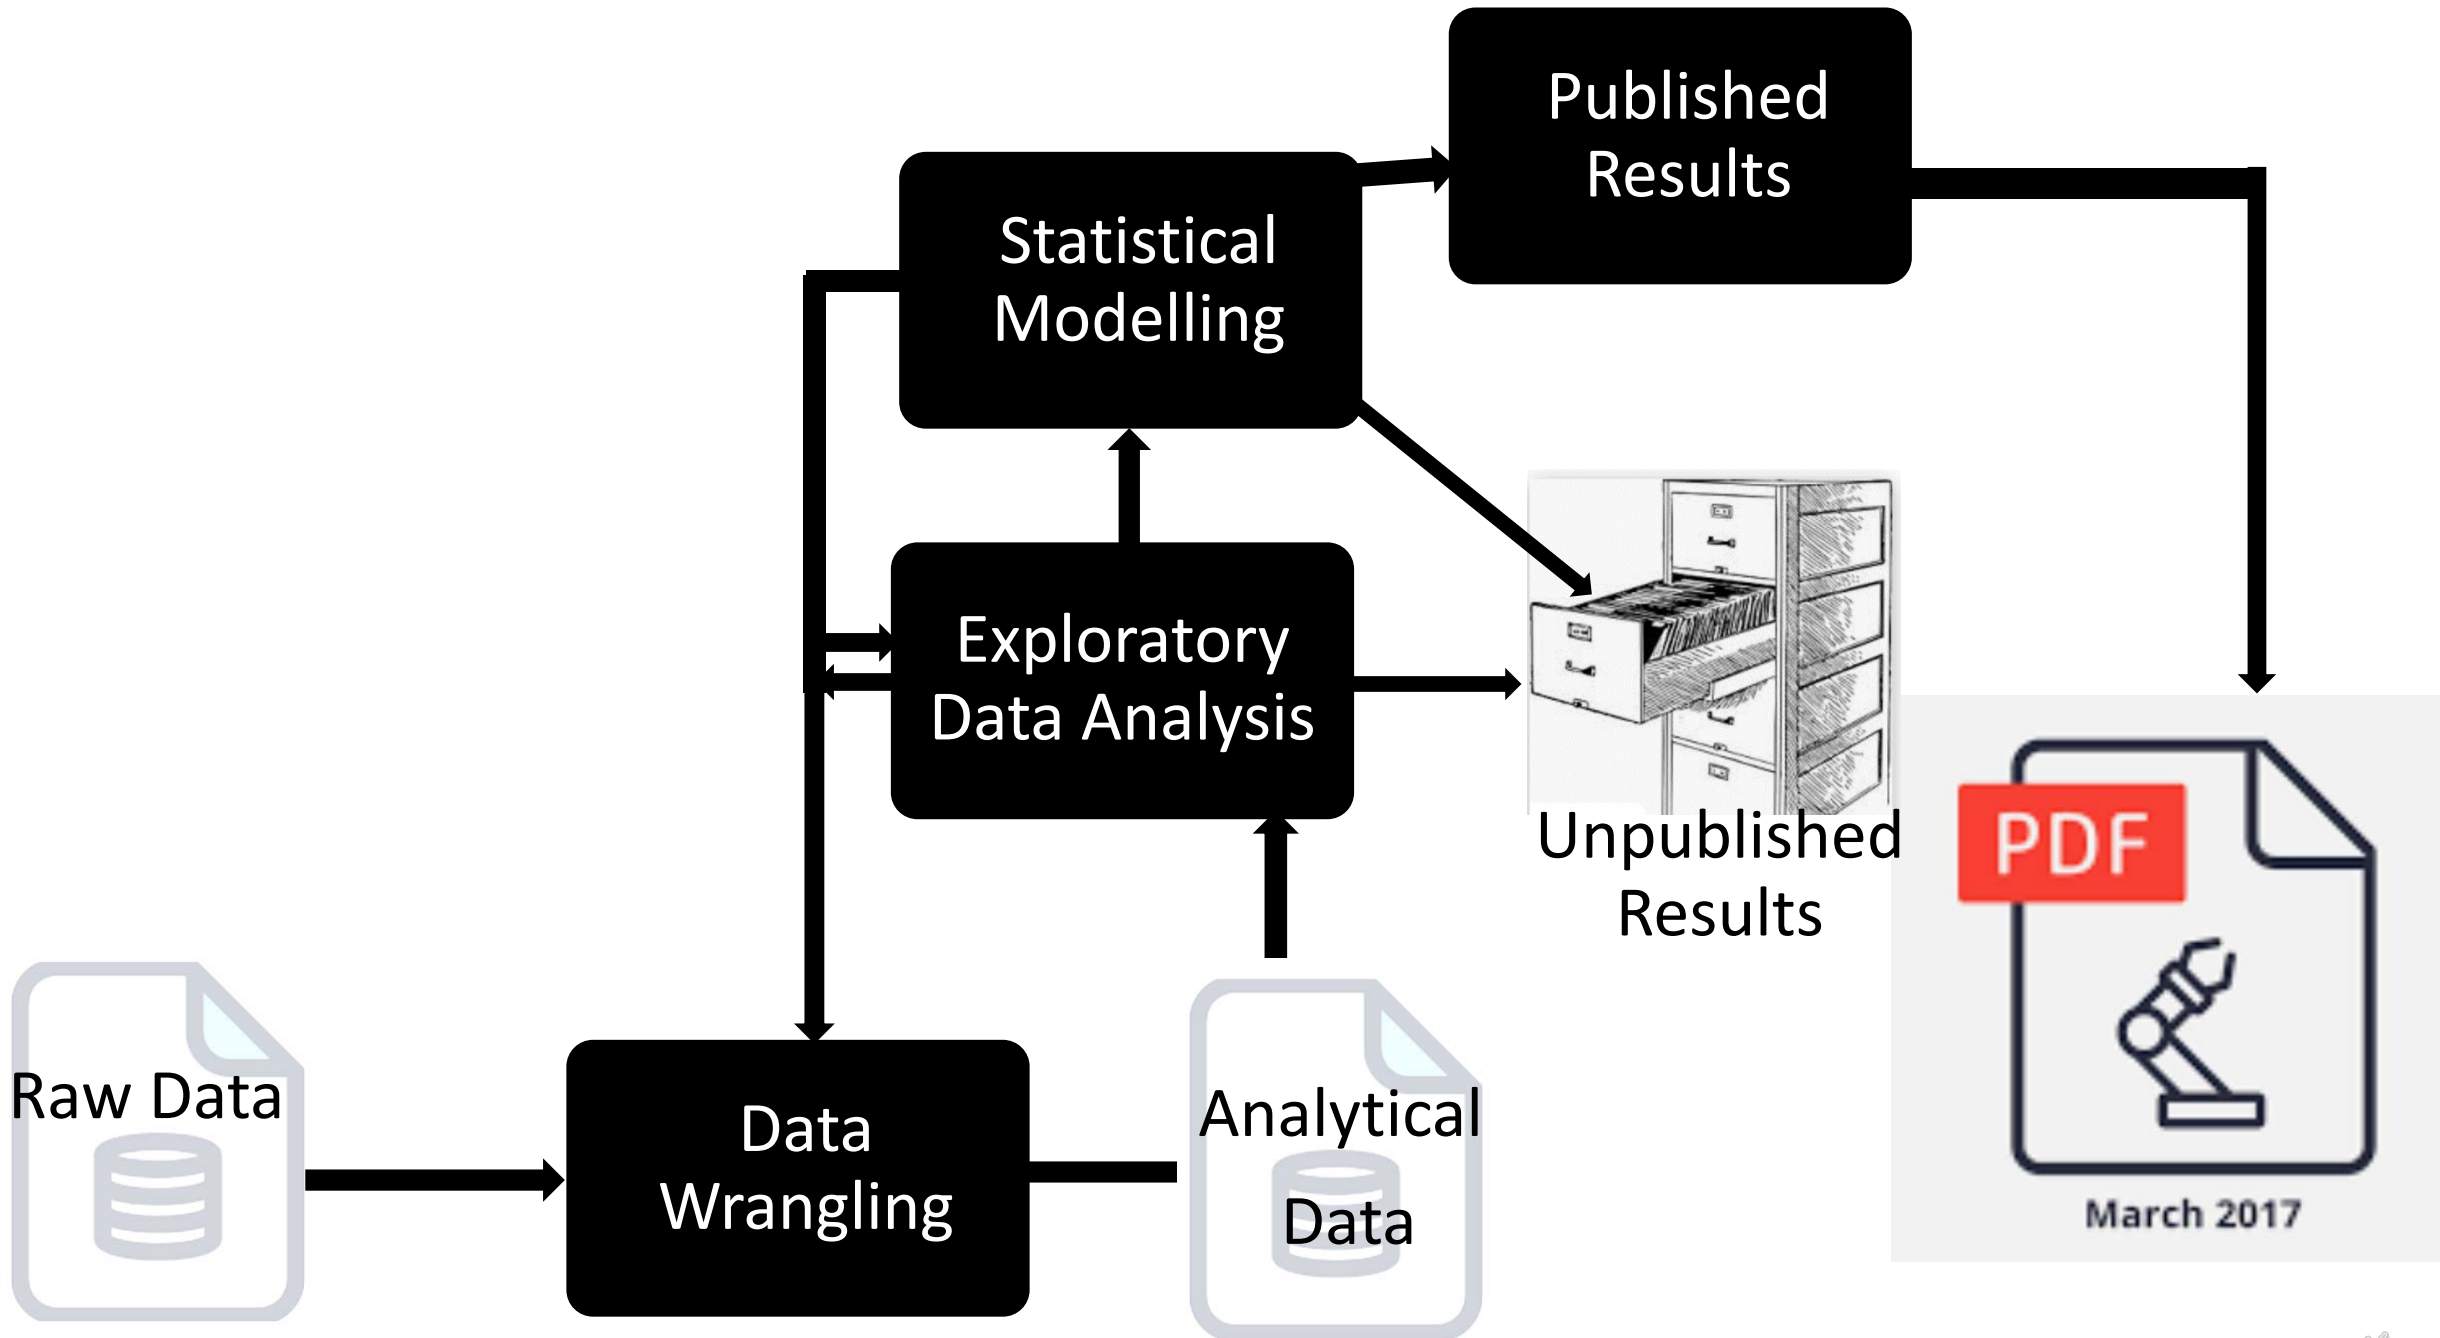 Published
Results
Statistical
Modelling
Exploratory
Data Analysis
Unpublished
Results
PDF
March 2017
Raw Data
Data
Wrangling
Analytical
Data